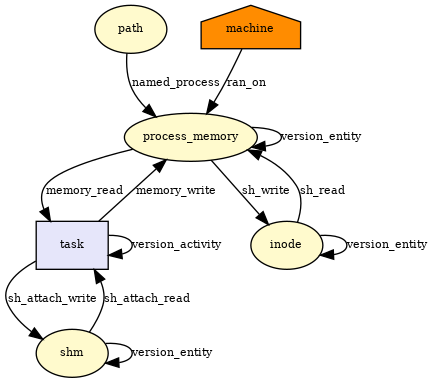 path
machine
named_process
ran_on
process_memory
version_entity
memory_read
memory_write
sh_write
sh_read
task
version_activity
inode
version_entity
sh_attach_write
sh_attach_read
shm
version_entity